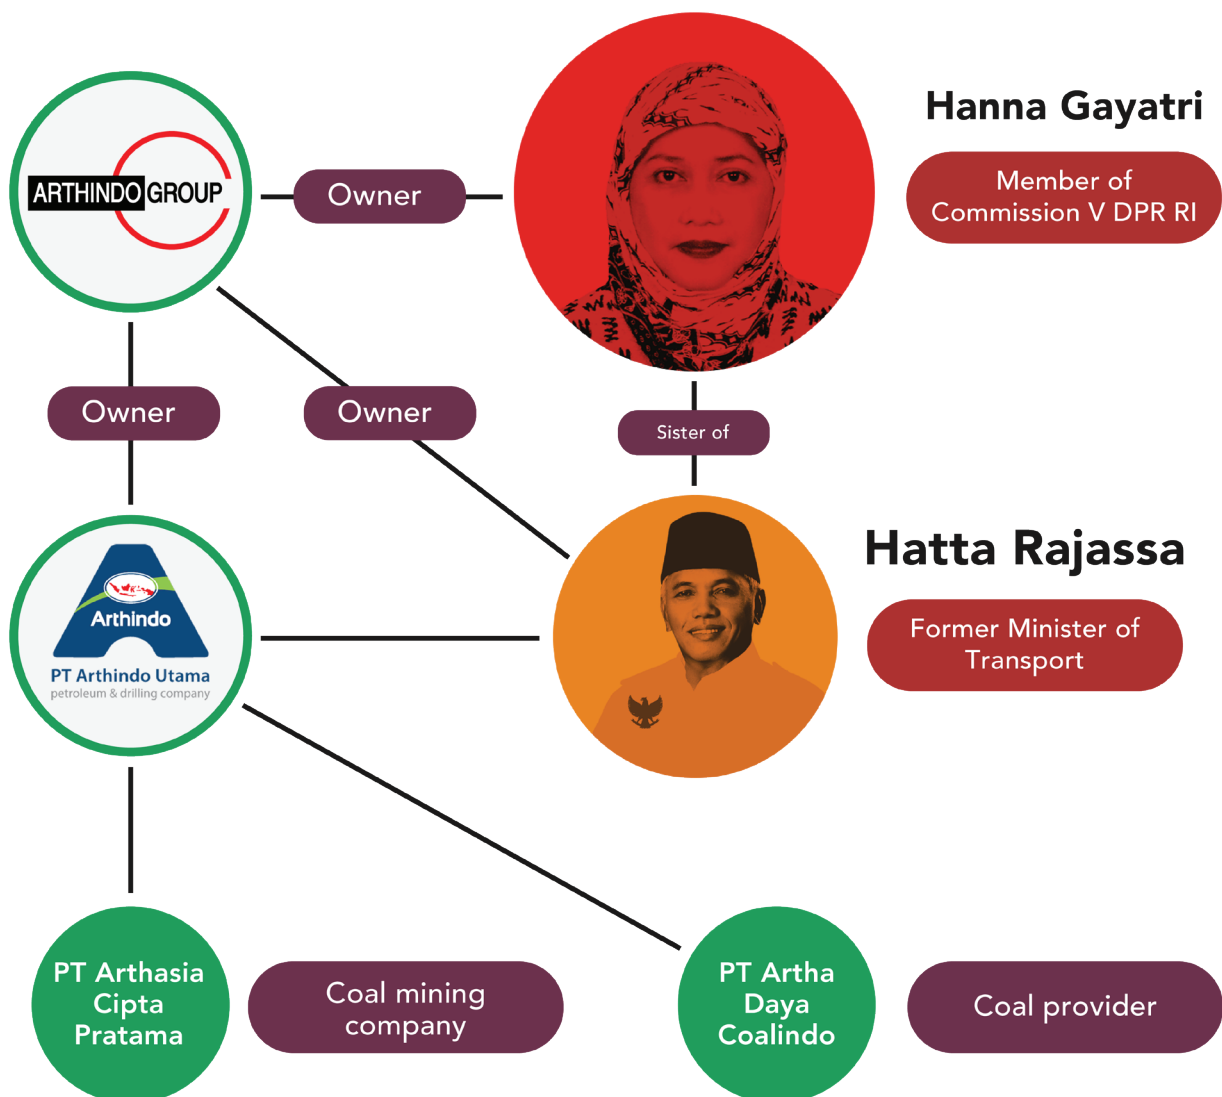 ARTHINDO GROUP
Owner
Hanna Gayatri
Member of
Commission V DPR RI
Owner
Owner
Sister of
Arthindo
PT Arthindo Utama
petroleum & drilling company
Hatta Rajassa
Former Minister of
Transport
PT Arthasia
Cipta
Pratama
Coal mining
company
PT Artha
Daya
Coalindo
Coal provider